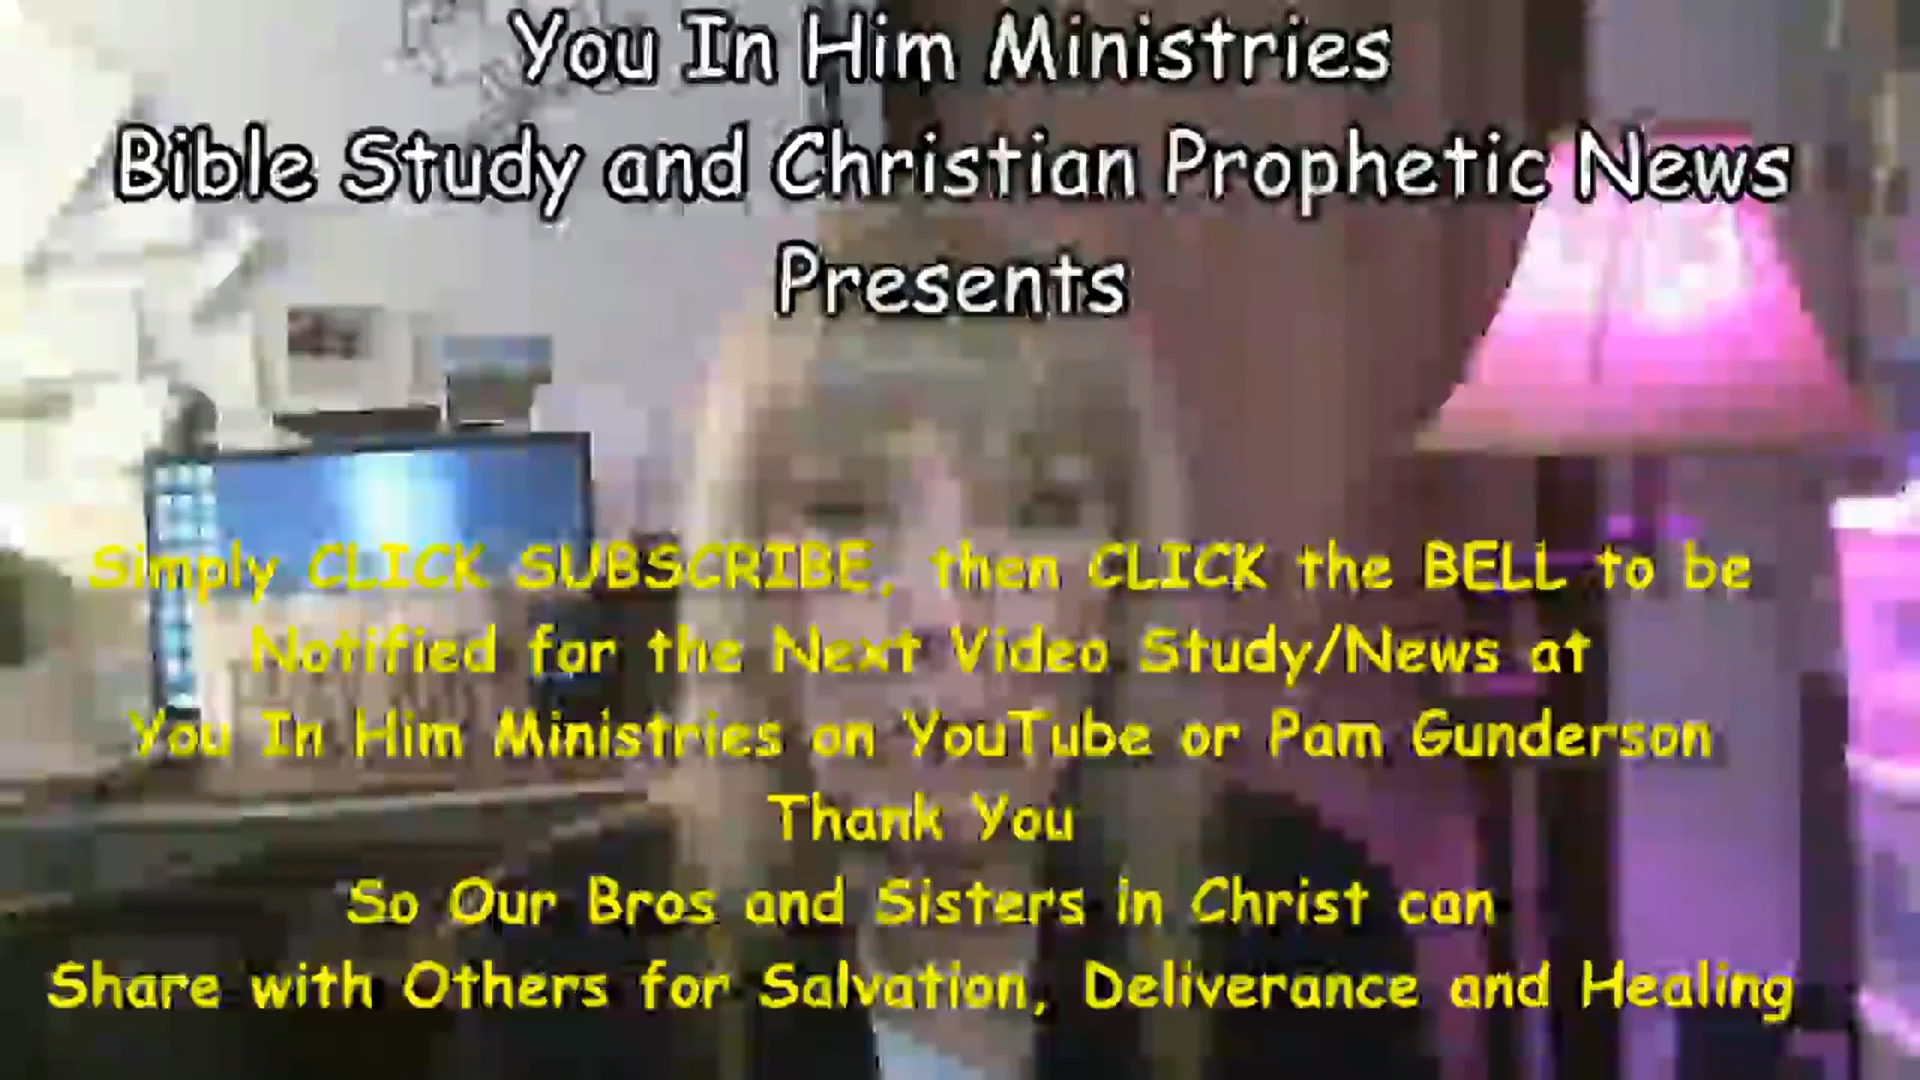 You In Him Ministries
Bible Study and Christian Prophetic News
Presents
Simply CLICK SUBSCRIBE, then CLICK the BELL to be
Notified for the Next Video Study/News at
You In Him Ministries on YouTube or Pam Gunderson
Thank You
So Our Bros and Sisters in Christ can
Share with Others for Salvation, Deliverance and Healing